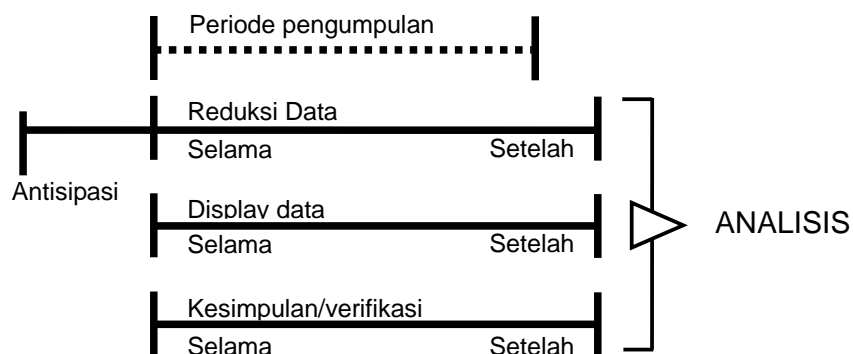 Periode pengumpulan
Reduksi Data
Selama Setelah
Antisipasi
Display data
Selama Setelah
ANALISIS
Kesimpulan/verifikasi
Selama Setelah